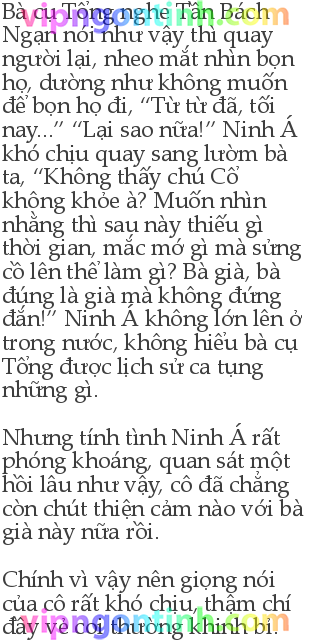 Bà cụ Tổng nghe Tần Bách
Ngạn nói như vậy thì quay
người lại, nheo mắt nhìn bọn
họ, dường như không muốn
để bọn họ đi, “Từ từ đã, tối
nay...” “Lại sao nữa!” Ninh Á
khó chịu quay sang lườm bà
ta, “Không thấy chú Cổ
không khỏe à? Muốn nhìn
nhằng thì sau này thiếu gì
thời gian, mắc mớ gì mà sửng
cồ lên thế làm gì? Bà già, bà
đúng là già mà không đứng
đắn!” Ninh Á không lớn lên ở
trong nước, không hiểu bà cụ
Tổng được lịch sử ca tụng
những gì.
Nhưng tính tình Ninh Á rất
phóng khoáng, quan sát một
hồi lâu như vậy, cô đã chẳng
còn chút thiện cảm nào với bà
già này nữa rồi.
Chính vì vậy nên giọng nói
của cô rất khó chịu, thậm chí
đầy vẻ coi thường khinh bỉ.
vipngontinh.com
vipngontinh.com